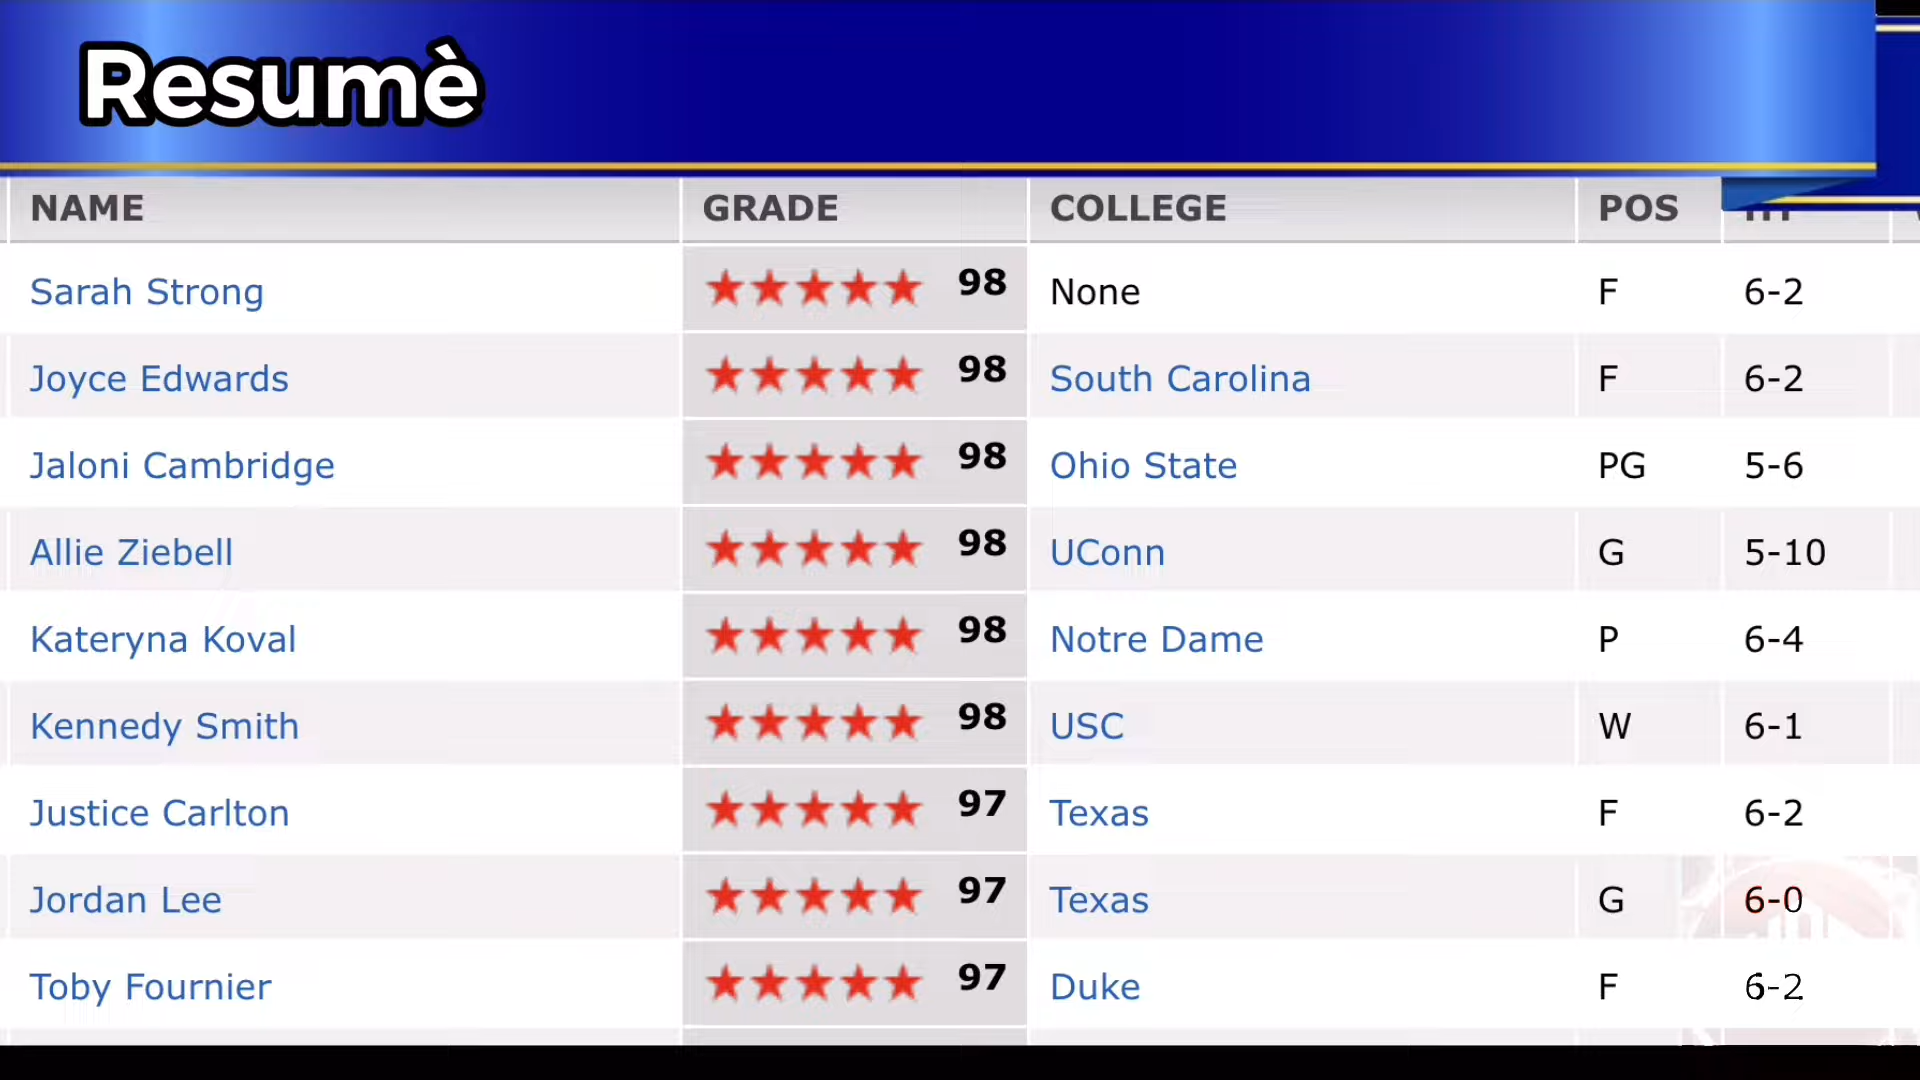 Resumè
NAME GRADE COLLEGE POS HT
Sarah Strong 98 None F 6-2
Joyce Edwards 98 South Carolina F 6-2
Jaloni Cambridge 98 Ohio State PG 5-6
Allie Ziebell 98 UConn G 5-10
Kateryna Koval 98 Notre Dame P 6-4
Kennedy Smith 98 USC W 6-1
Justice Carlton 97 Texas F 6-2
Jordan Lee 97 Texas G 6-0
Toby Fournier 97 Duke F 6-2